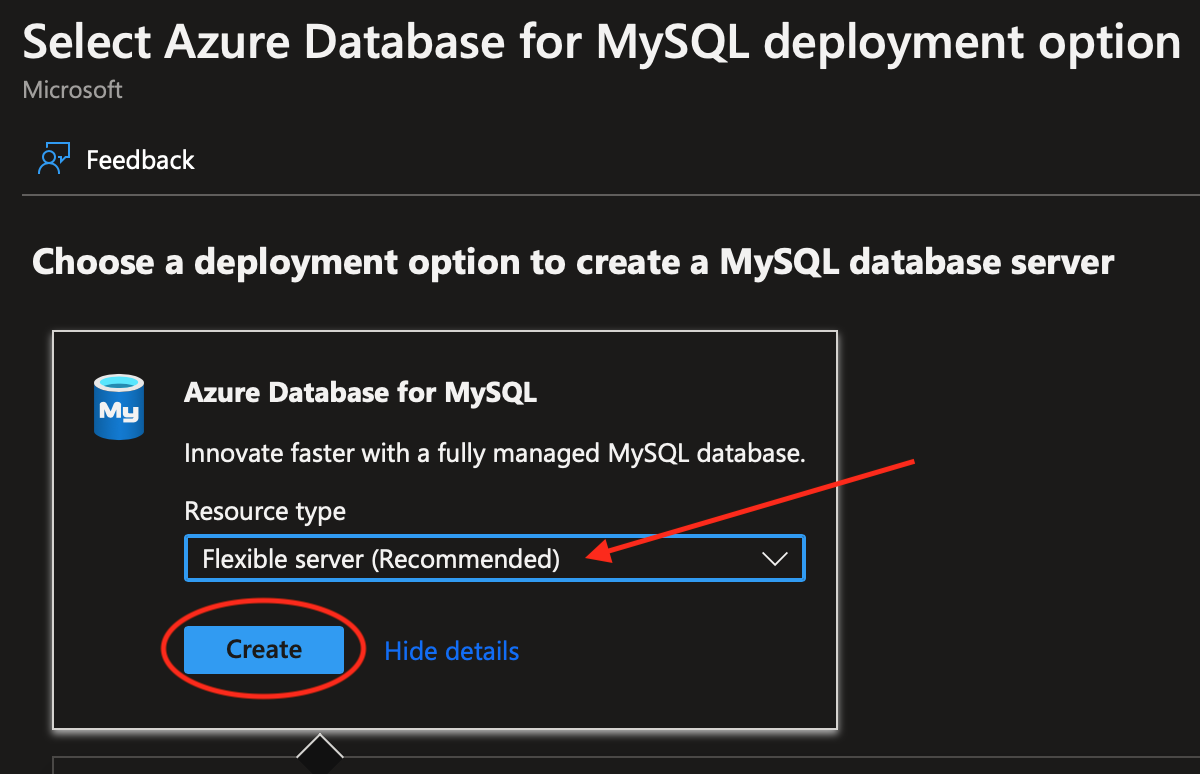 Select Azure Database for MySQL deployment option
Microsoft
Feedback
Choose a deployment option to create a MySQL database server
My
Azure Database for MySQL
Innovate faster with a fully managed MySQL database.
Resource type
Flexible server (Recommended)
Create
Hide details